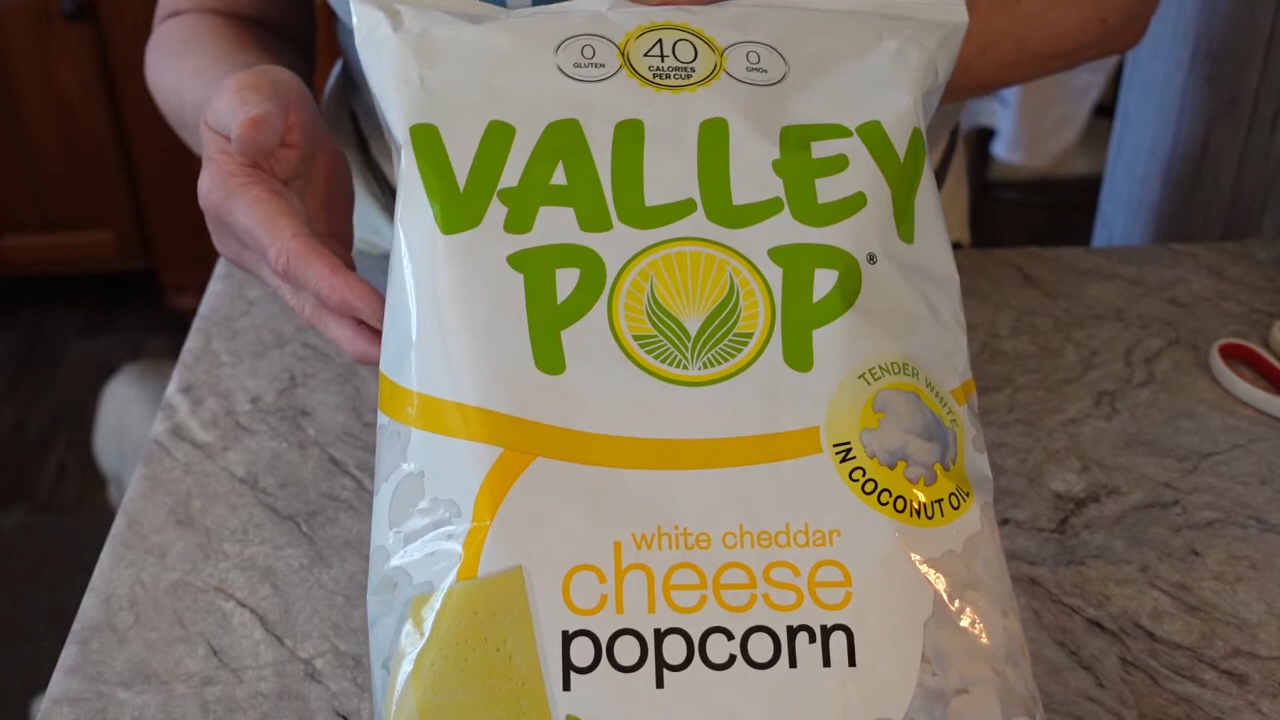 0
GLUTEN
40
CALORIES
PER CUP
0
GMOs
VALLEY
POP®
TENDER WHITE
IN COCONUT OIL
white cheddar
cheese
popcorn